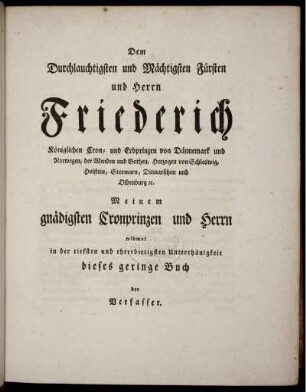 Dem
Durchlauchtigsten und Mächtigsten Fürsten
und Herrn
Friederich
Königlichen Cron- und Erbprinzen von Dännemark und
Norwegen, der Wenden und Gothen, Herzogen von Schleswig,
Holstein, Stormarn, Ditmarschen und
Oldenburg ꝛc.
Meinem
gnädigsten Cronprinzen und Herrn
widmet
in der tiefsten und ehrerbietigsten Unterthänigkeit
dieses geringe Buch
der
Verfasser.